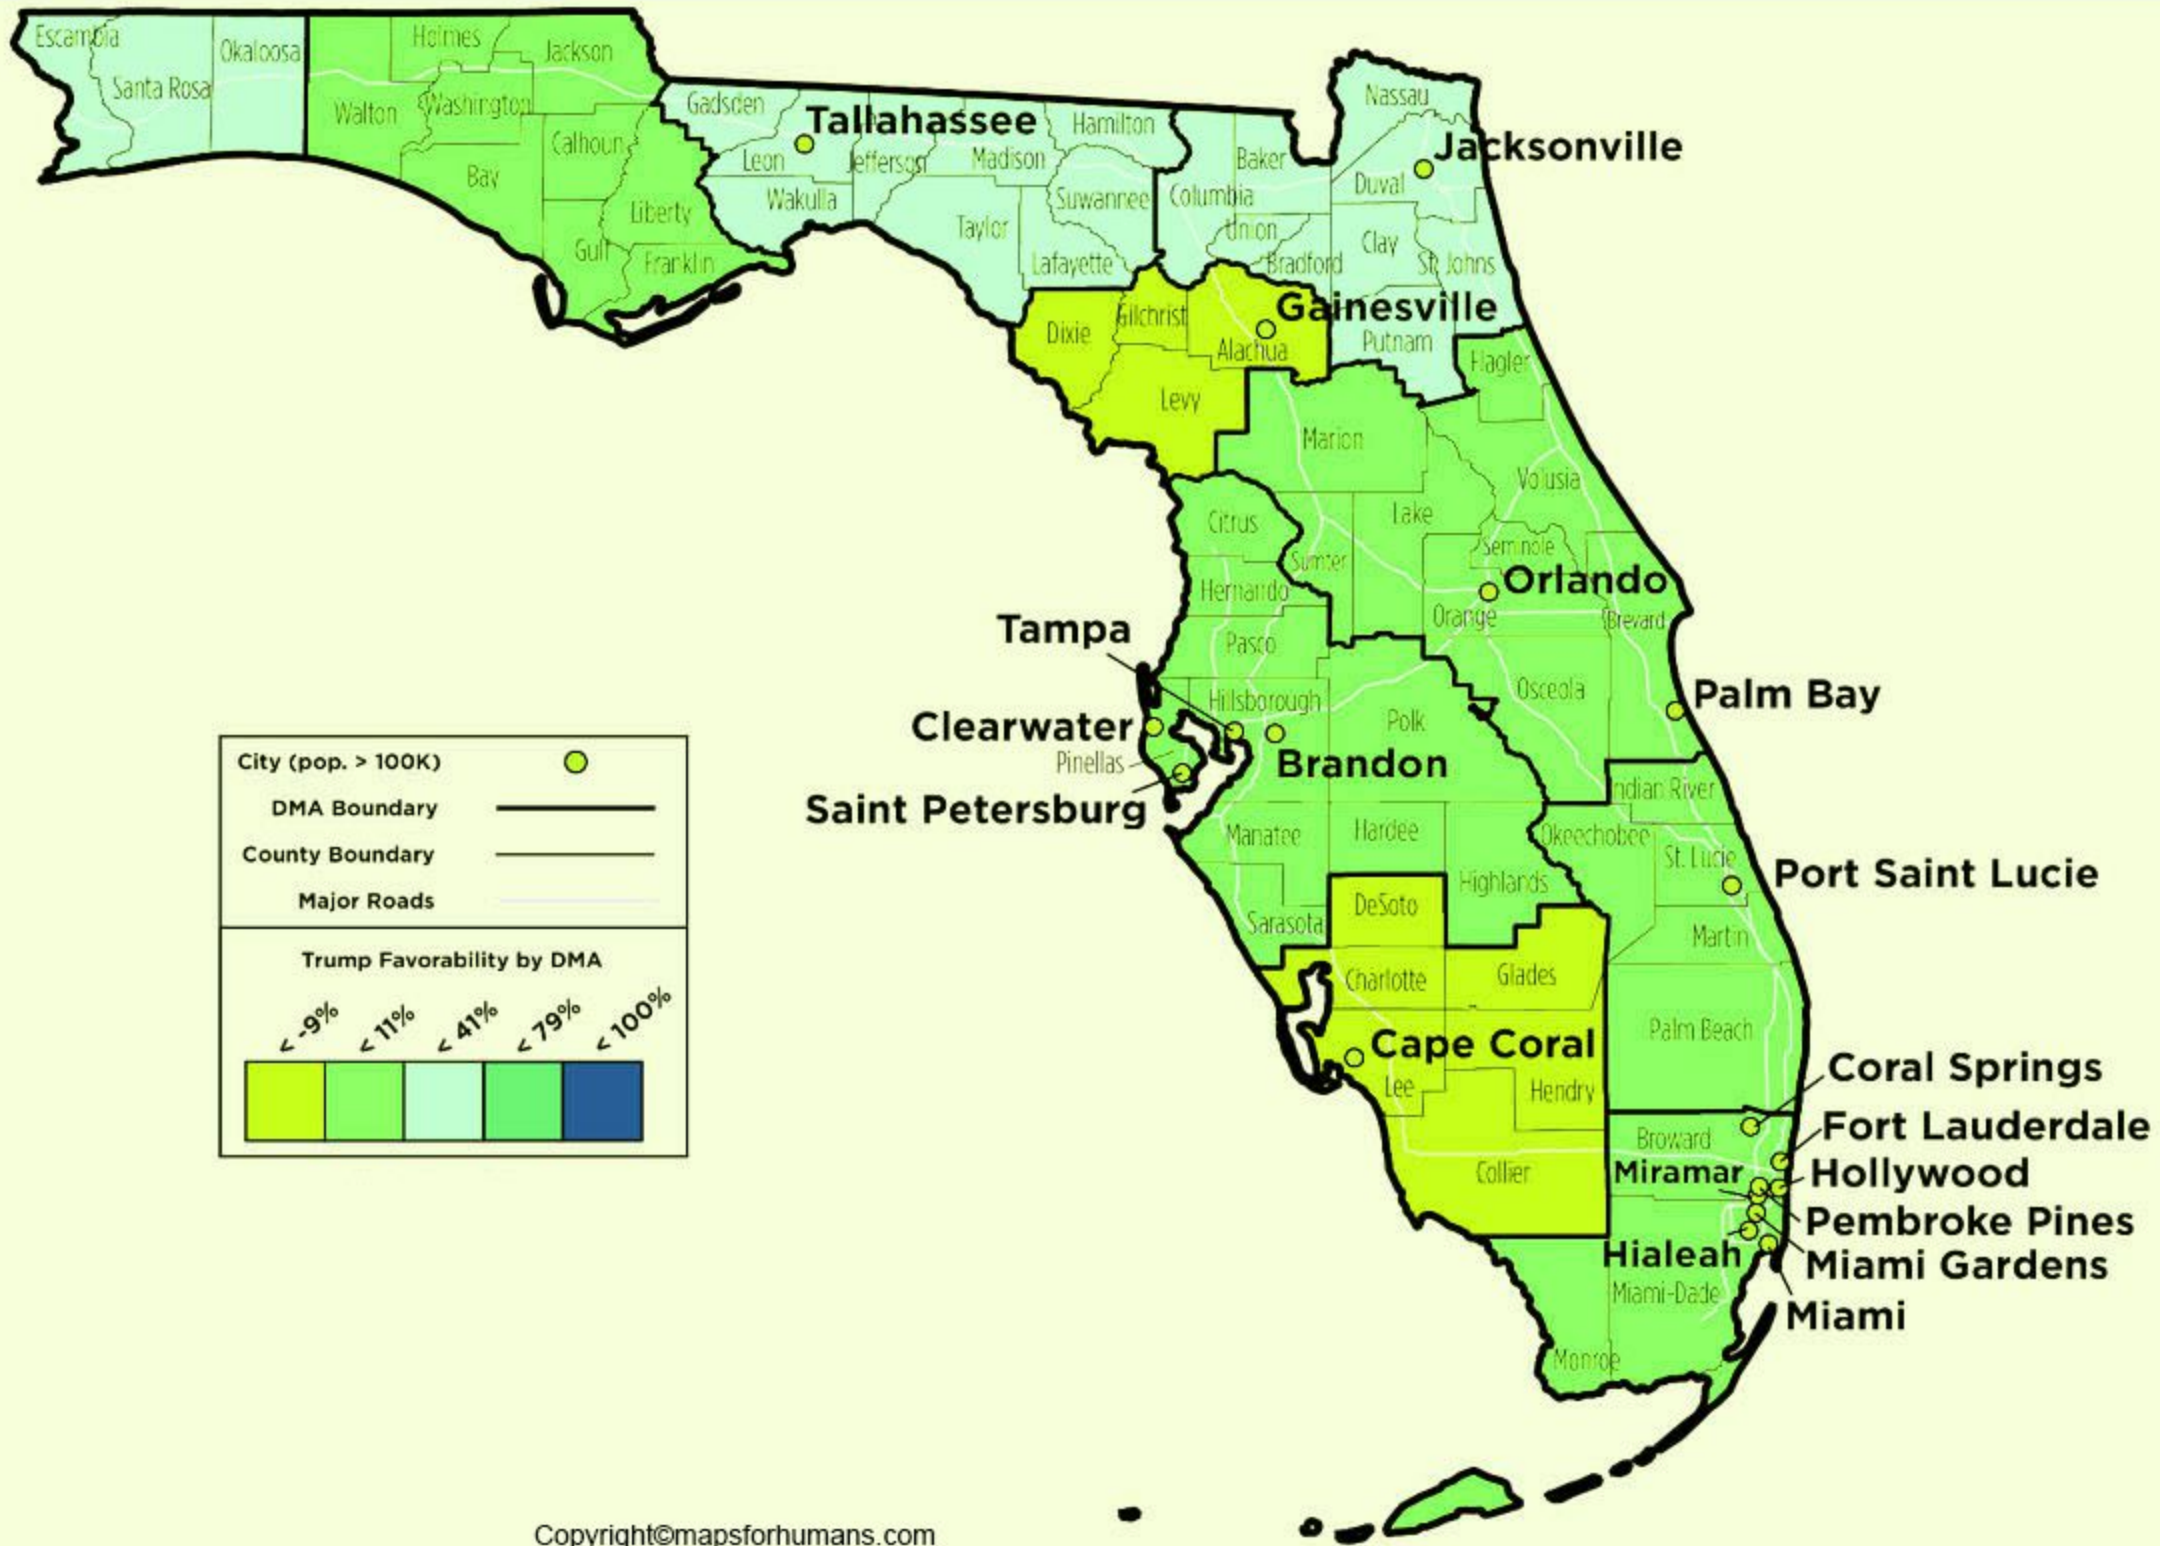 Escambia
Santa Rosa
Okaloosa
Holmes
Jackson
Walton
Washington
Calhoun
Bay
Gulf
Liberty
Franklin
Gadsden
Tallahassee
Leon
Jefferson
Madison
Hamilton
Wakulla
Taylor
Suwannee
Lafayette
Nassau
Jacksonville
Baker
Duval
Columbia
Union
Bradford
Clay
St. Johns
Gainesville
Dixie
Gilchrist
Alachua
Putnam
Flagler
Levy
Marion
Volusia
Citrus
Lake
Sumter
Seminole
Hernando
Orlando
Orange
Brevard
Tampa
Pasco
Osceola
Palm Bay
Hillsborough
Clearwater
Polk
Pinellas
Brandon
Saint Petersburg
Indian River
Manatee
Hardee
Okeechobee
St. Lucie
Highlands
Port Saint Lucie
DeSoto
Sarasota
Martin
Charlotte
Glades
Palm Beach
Cape Coral
Lee
Hendry
Coral Springs
Broward
Fort Lauderdale
Collier
Miramar
Hollywood
Pembroke Pines
Hialeah
Miami Gardens
Miami-Dade
Miami
Monroe
City (pop. > 100K)
DMA Boundary
County Boundary
Major Roads
Trump Favorability by DMA
< -9%
< 11%
< 41%
< 79%
< 100%
Copyright©mapsforhumans.com